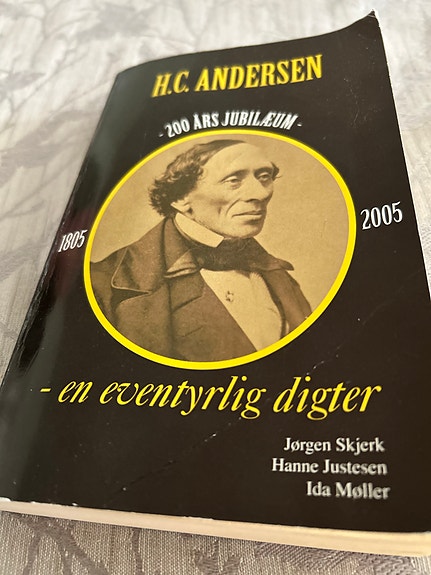 H.C. ANDERSEN
- 200 ÅRS JUBILÆUM -
1805
2005
- en eventyrlig digter
Jørgen Skjerk
Hanne Justesen
Ida Møller